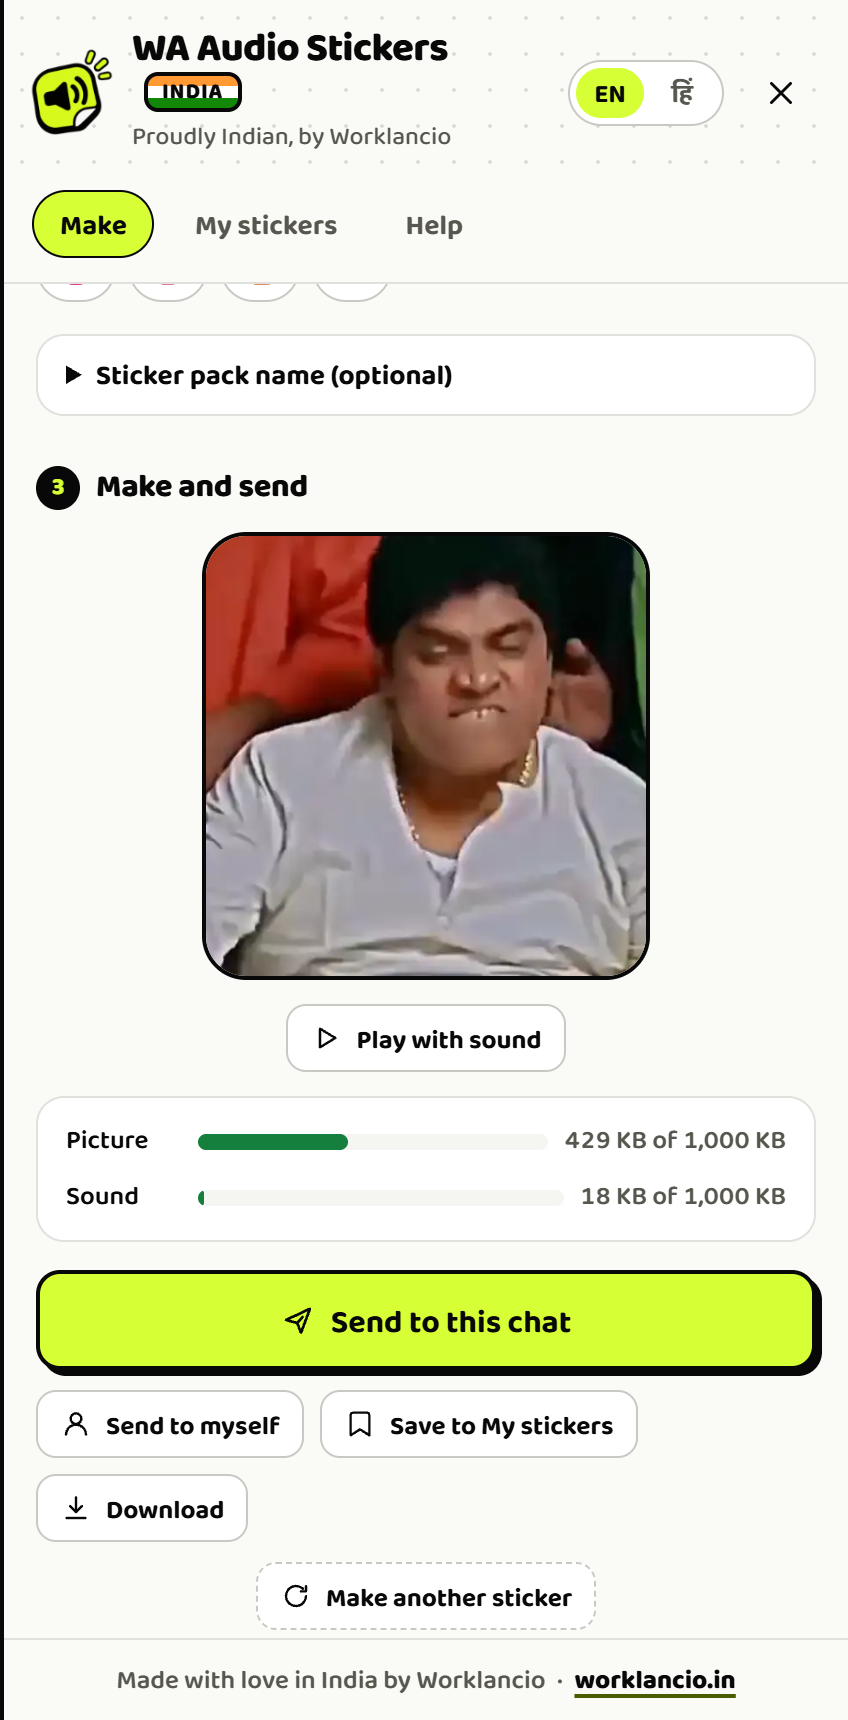 WA Audio Stickers
INDIA
Proudly Indian, by Worklancio
EN हिं
Make My stickers Help
Sticker pack name (optional)
3 Make and send
Play with sound
Picture 429 KB of 1,000 KB
Sound 18 KB of 1,000 KB
Send to this chat
Send to myself Save to My stickers
Download
Make another sticker
Made with love in India by Worklancio · worklancio.in